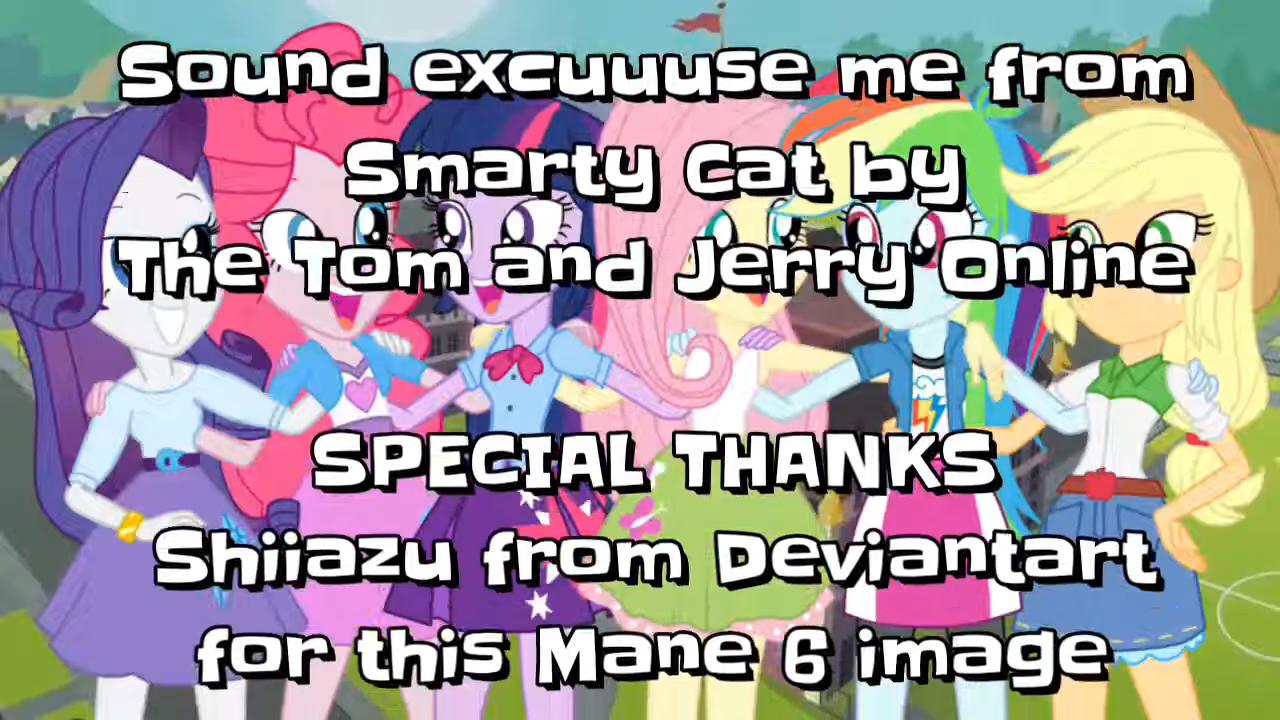 Sound excuuuse me from
Smarty Cat by
The Tom and Jerry Online
SPECIAL THANKS
Shiiazu from Deviantart
for this Mane 6 image